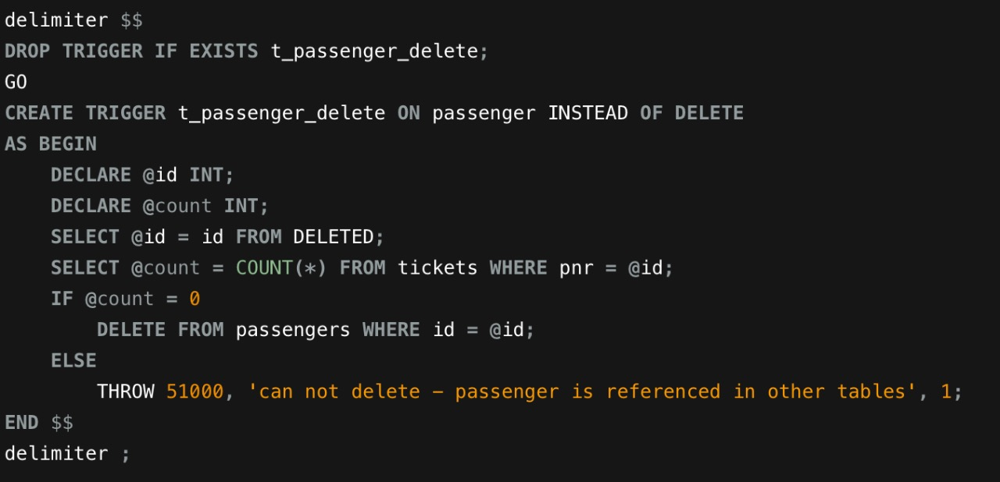 delimiter $$
DROP TRIGGER IF EXISTS t_passenger_delete;
GO
CREATE TRIGGER t_passenger_delete ON passenger INSTEAD OF DELETE
AS BEGIN
    DECLARE @id INT;
    DECLARE @count INT;
    SELECT @id = id FROM DELETED;
    SELECT @count = COUNT(*) FROM tickets WHERE pnr = @id;
    IF @count = 0
        DELETE FROM passengers WHERE id = @id;
    ELSE
        THROW 51000, 'can not delete – passenger is referenced in other tables', 1;
END $$
delimiter ;